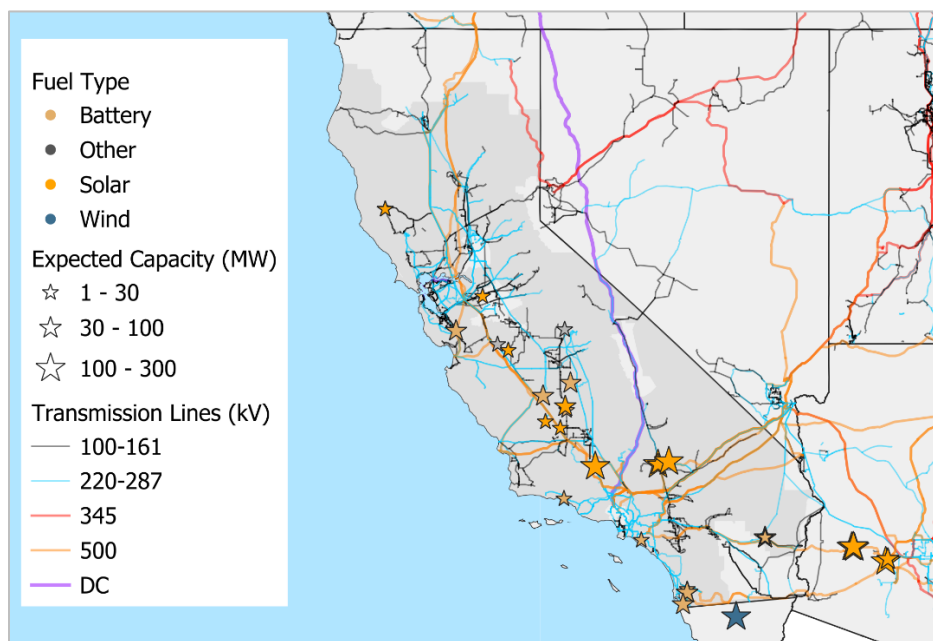 Fuel Type
Battery
Other
Solar
Wind
Expected Capacity (MW)
1 - 30
30 - 100
100 - 300
Transmission Lines (kV)
100-161
220-287
345
500
DC